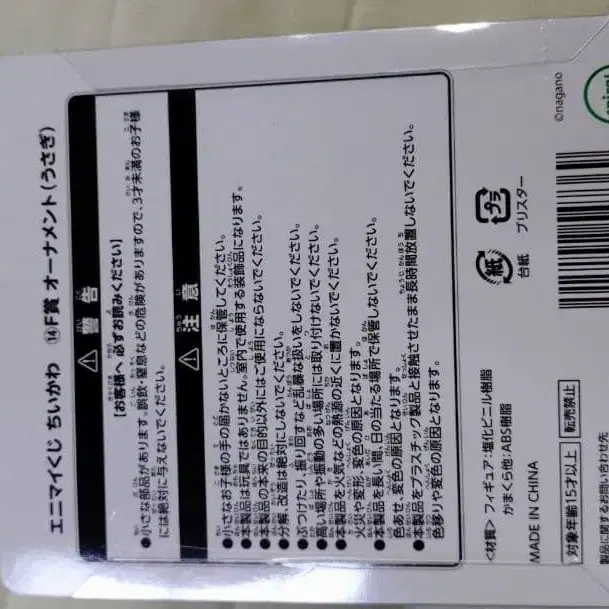 エニマイくじ ちいかわ ⑭F賞 オーナメント(うさぎ)
⚠警告
【お客様へ 必ずお読みください】
●小さな部品があります。誤飲・窒息などの危険がありますので、3才未満のお子様
には絶対に与えないでください。
⚠注意
●小さなお子様の手の届かないところに保管してください。
●本製品は玩具ではありません。室内で使用する装飾品になります。
●本製品の本来の目的以外にはご使用にならないでください。
●分解、改造は絶対にしないでください。
●ぶつけたり、振り回すなど乱暴な扱いをしないでください。
●高い場所や振動の多い場所には取り付けないでください。
●本製品を火気などの熱源の近くに置かないでください。
火災や変形、変色の原因となります。
●本製品を長い間、日の当たる場所で保管しないでください。
色あせ、変色の原因となります。
●本製品をプラスチック製品と接触させたまま長時間放置しないでください。
色移りや変色の原因となります。
<材質> フィギュア:塩化ビニル樹脂
かまくら他:ABS樹脂
MADE IN CHINA
対象年齢15才以上 転売禁止
製品に関するお問い合わせ先
紙
台紙
プラ
ブリスター
©nagano